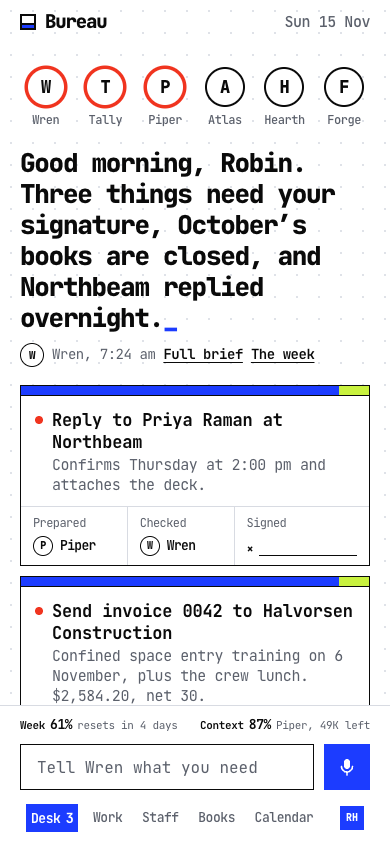 Bureau
Sun 15 Nov
W T P A H F
Wren Tally Piper Atlas Hearth Forge
Good morning, Robin.
Three things need your
signature, October’s
books are closed, and
Northbeam replied
overnight._
W Wren, 7:24 am Full brief The week
Reply to Priya Raman at
Northbeam
Confirms Thursday at 2:00 pm and
attaches the deck.
Prepared Checked Signed
P Piper W Wren ×
Send invoice 0042 to Halvorsen
Construction
Confined space entry training on 6
November, plus the crew lunch.
$2,584.20, net 30.
Week 61% resets in 4 days Context 87% Piper, 49K left
Tell Wren what you need
Desk 3 Work Staff Books Calendar RH